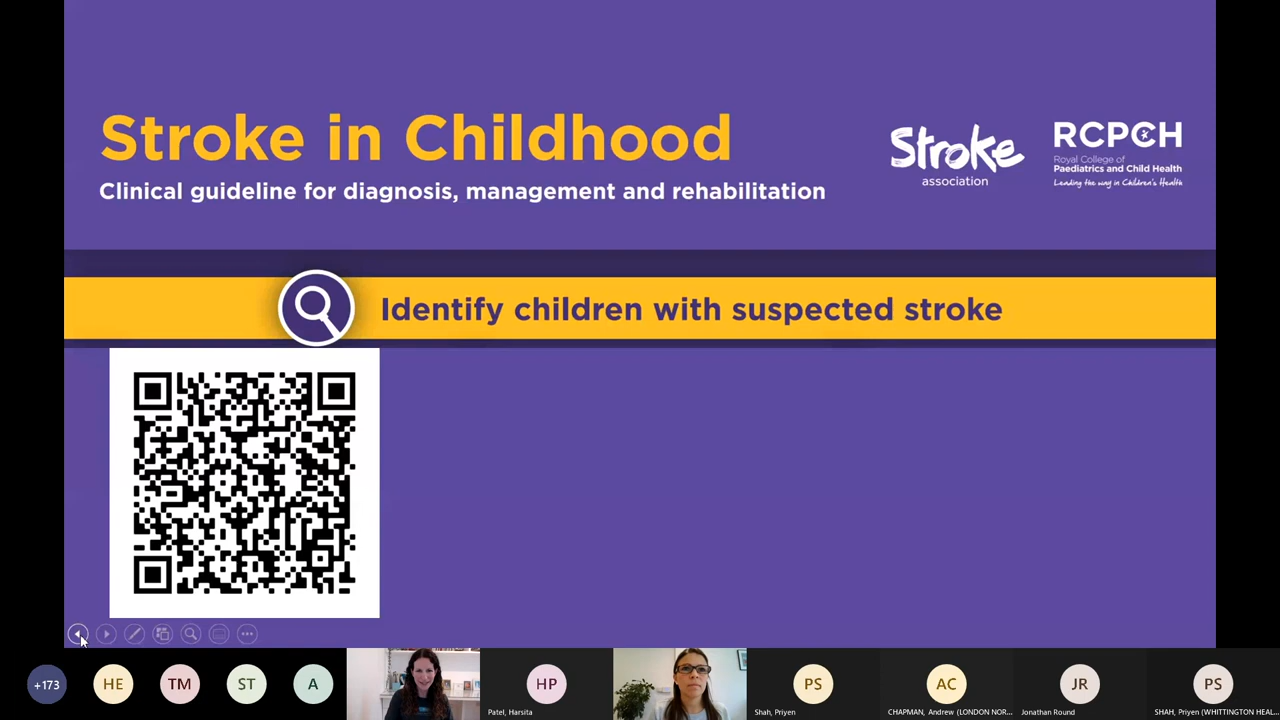 Stroke in Childhood
Clinical guideline for diagnosis, management and rehabilitation
Stroke
association
RCPCH
Royal College of
Paediatrics and Child Health
Leading the way in Children's Health
Identify children with suspected stroke
+173
HE
TM
ST
A
HP
Patel, Harsita
PS
Shah, Priyen
AC
CHAPMAN, Andrew (LONDON NOR...
JR
Jonathan Round
PS
SHAH, Priyen (WHITTINGTON HEAL...